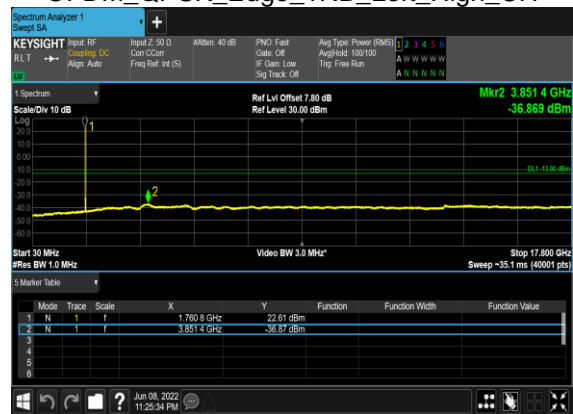 Spectrum Analyzer 1
Swept SA
+
KEYSIGHT Input: RF Input Z: 50 Ω #Atten: 40 dB PNO: Fast Avg Type: Power (RMS) 1 2 3 4 5 6
RLT Coupling: DC Corr CCorr Gate: Off Avg|Hold: 100/100 A W W W W W
Align: Auto Freq Ref: Int (S) IF Gain: Low Trig: Free Run
Sig Track: Off A N N N N N
LU
1 Spectrum
Ref Lvl Offset 7.80 dB Mkr2 3.851 4 GHz
Scale/Div 10 dB Ref Level 30.00 dBm -36.869 dBm
Log
20.0
10.0
0.00
-10.0
-20.0
-30.0
-40.0
-50.0
-60.0
1
2
DL1 -13.00 dBm
Start 30 MHz Video BW 3.0 MHz* Stop 17.800 GHz
#Res BW 1.0 MHz Sweep ~35.1 ms (40001 pts)
5 Marker Table
Mode Trace Scale X Y Function Function Width Function Value
1 N 1 f 1.760 8 GHz 22.61 dBm
2 N 1 f 3.851 4 GHz -36.87 dBm
3
4
5
6
? Jun 08, 2022
11:25:34 PM